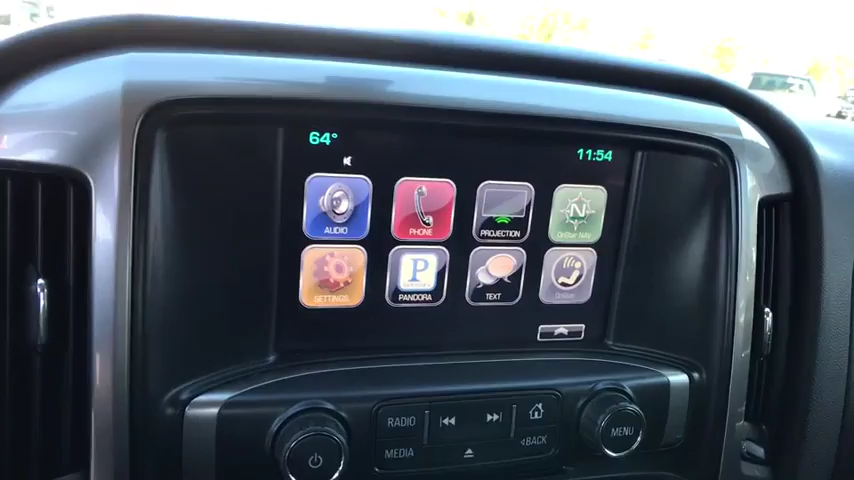 64°
11:54
AUDIO
PHONE
PROJECTION
N
OnStar NAV
SETTINGS
P
PANDORA
TEXT
OnStar
RADIO
MEDIA
BACK
MENU